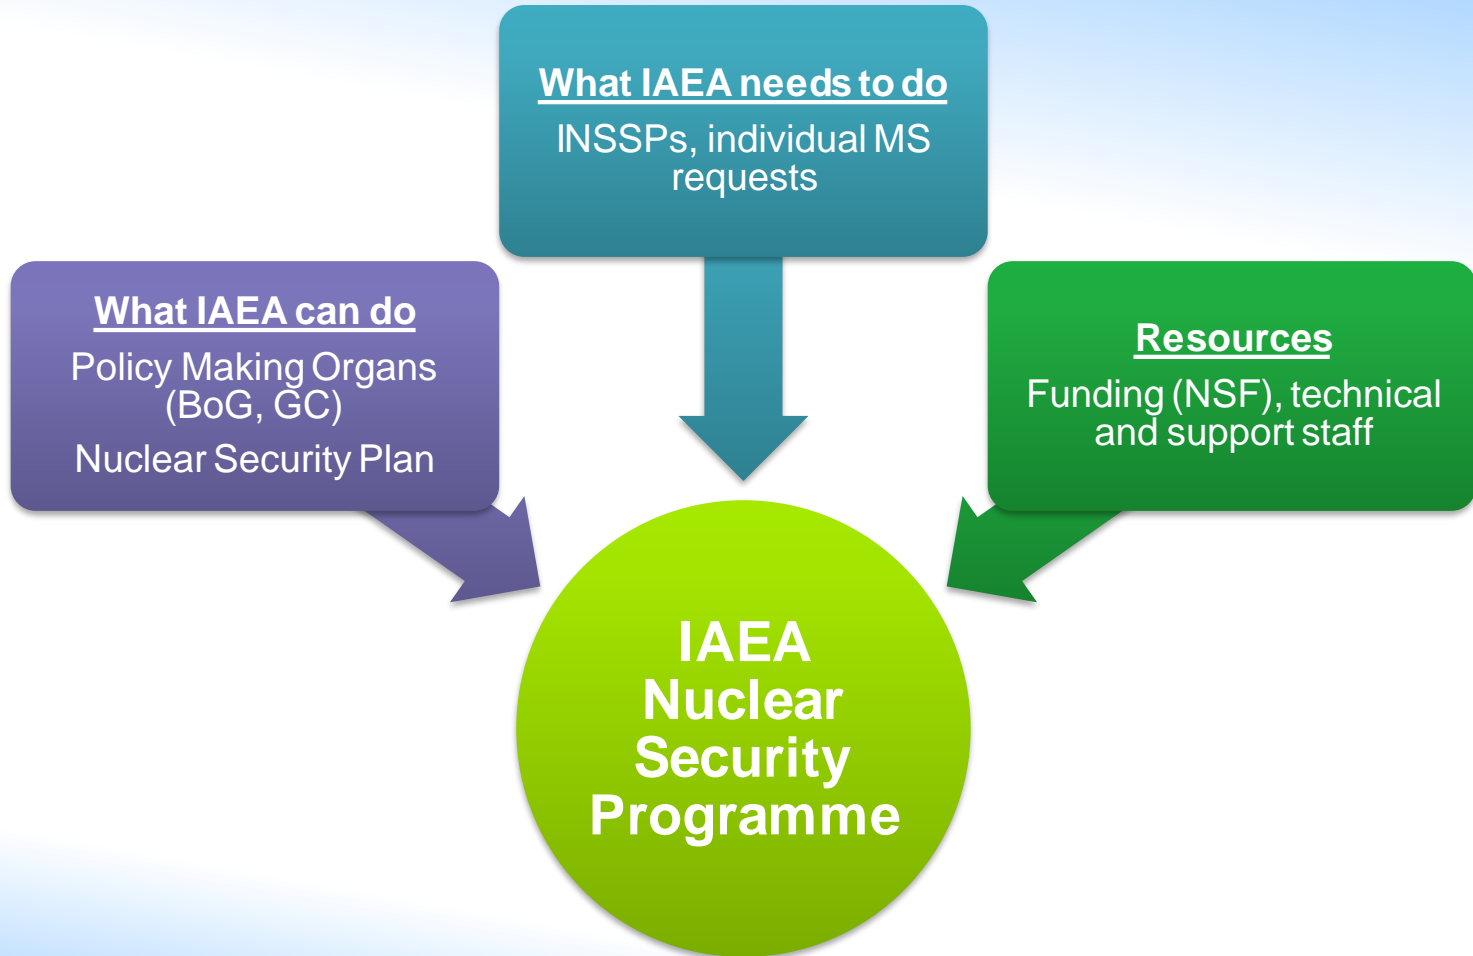 What IAEA needs to do
INSSPs, individual MS
requests
What IAEA can do
Policy Making Organs
(BoG, GC)
Nuclear Security Plan
Resources
Funding (NSF), technical
and support staff
IAEA
Nuclear
Security
Programme